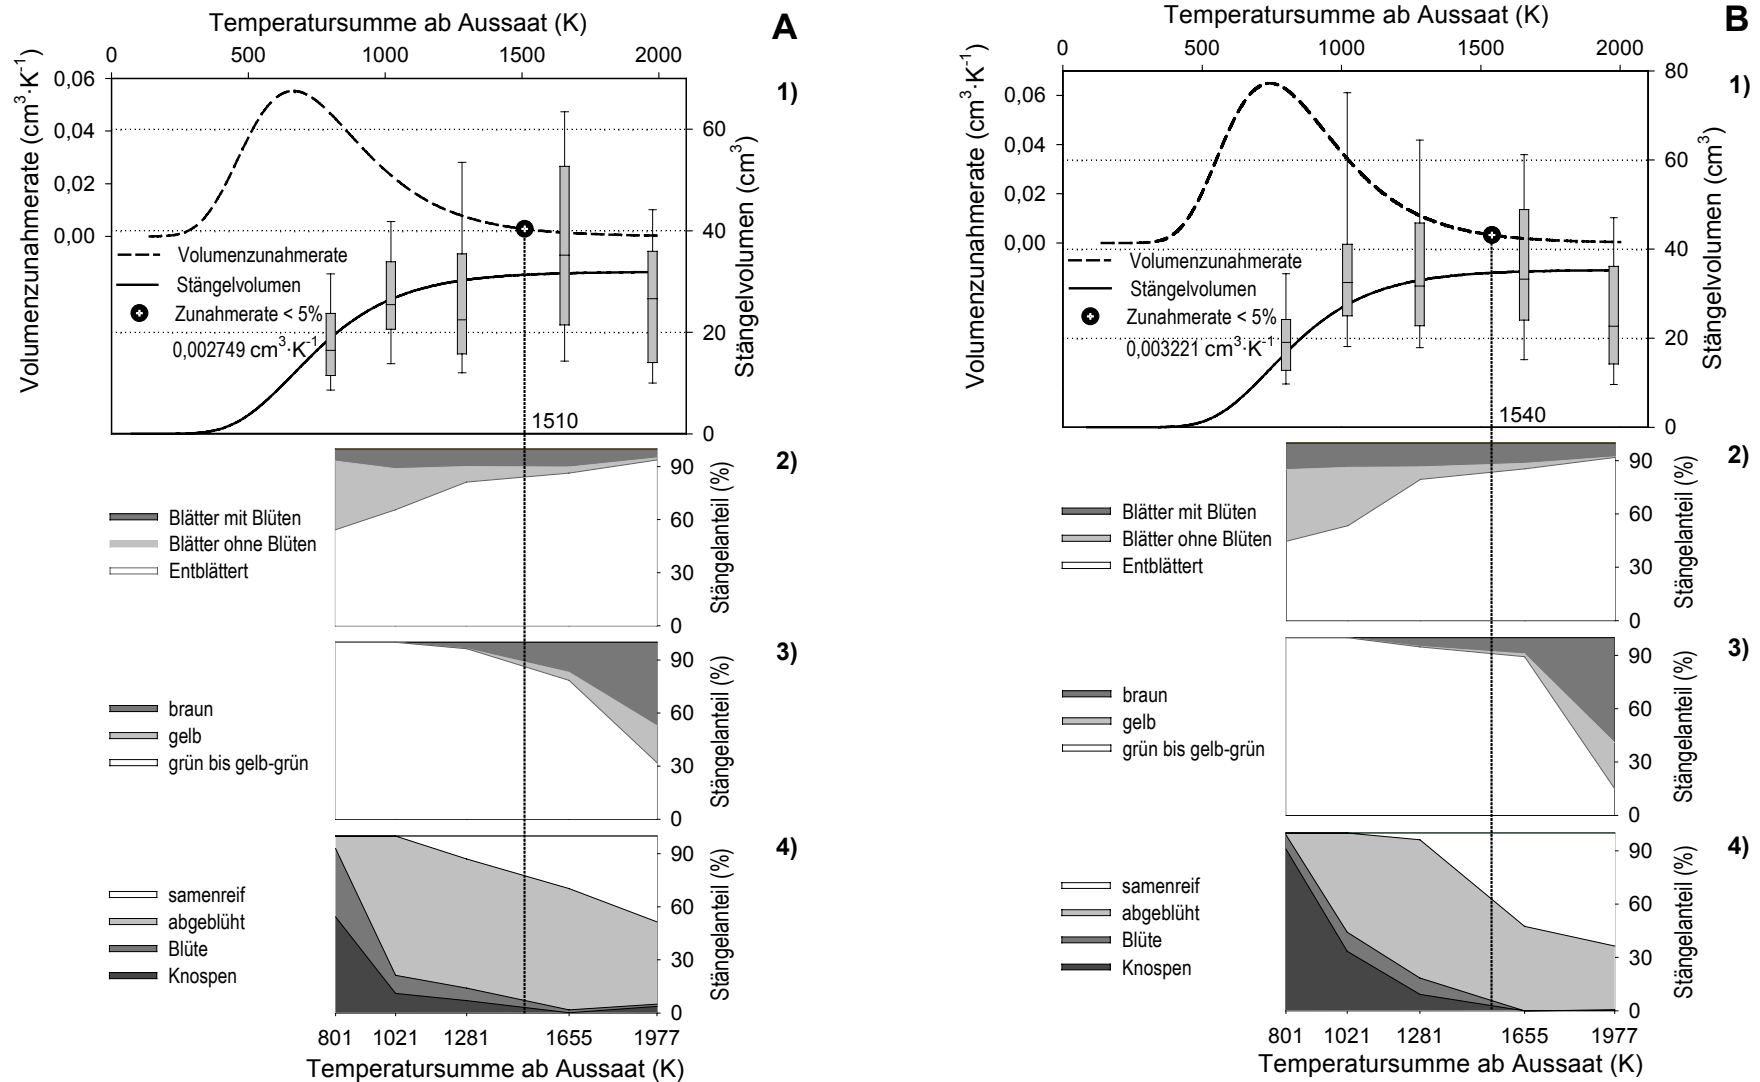 Temperatursumme ab Aussaat (K)
A
0 500 1000 1500 2000
Volumenzunahmerate (cm³·K⁻¹)
0,06
0,04
0,02
0,00
1)
60
40
20
0
Stängelvolumen (cm³)
Volumenzunahmerate
Stängelvolumen
Zunahmerate < 5%
0,002749 cm³·K⁻¹
1510
2)
Blätter mit Blüten
Blätter ohne Blüten
Entblättert
90
60
30
0
Stängelanteil (%)
3)
braun
gelb
grün bis gelb-grün
90
60
30
0
Stängelanteil (%)
4)
samenreif
abgeblüht
Blüte
Knospen
90
60
30
0
Stängelanteil (%)
801 1021 1281 1655 1977
Temperatursumme ab Aussaat (K)
Temperatursumme ab Aussaat (K)
B
0 500 1000 1500 2000
Volumenzunahmerate (cm³·K⁻¹)
0,06
0,04
0,02
0,00
1)
80
60
40
20
0
Stängelvolumen (cm³)
Volumenzunahmerate
Stängelvolumen
Zunahmerate < 5%
0,003221 cm³·K⁻¹
1540
2)
Blätter mit Blüten
Blätter ohne Blüten
Entblättert
90
60
30
0
Stängelanteil (%)
3)
braun
gelb
grün bis gelb-grün
90
60
30
0
Stängelanteil (%)
4)
samenreif
abgeblüht
Blüte
Knospen
90
60
30
0
Stängelanteil (%)
801 1021 1281 1655 1977
Temperatursumme ab Aussaat (K)